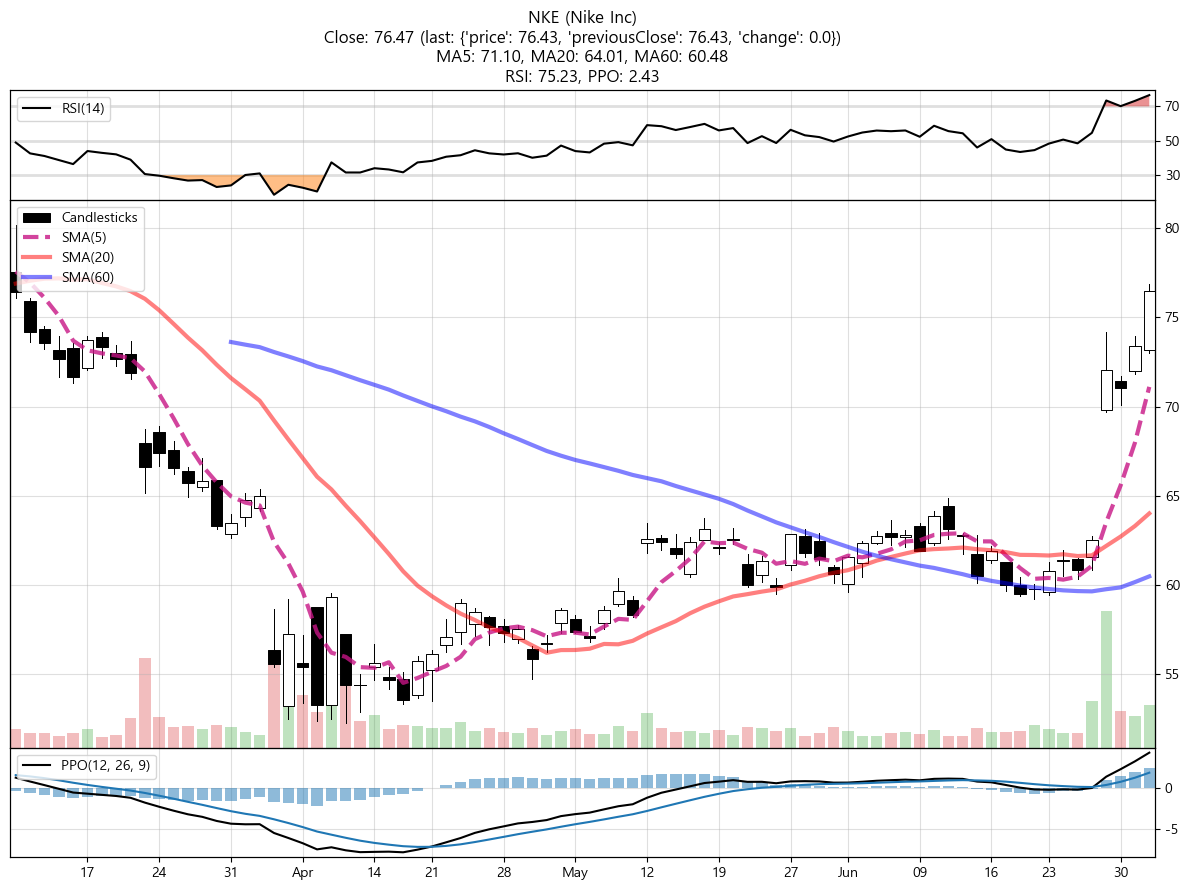 NKE (Nike Inc)
Close: 76.47 (last: {'price': 76.43, 'previousClose': 76.43, 'change': 0.0})
MA5: 71.10, MA20: 64.01, MA60: 60.48
RSI: 75.23, PPO: 2.43
RSI(14)
70
50
30
Candlesticks
SMA(5)
SMA(20)
SMA(60)
80
75
70
65
60
55
PPO(12, 26, 9)
0
-5
17 24 31 Apr 14 21 28 May 12 19 27 Jun 09 16 23 30